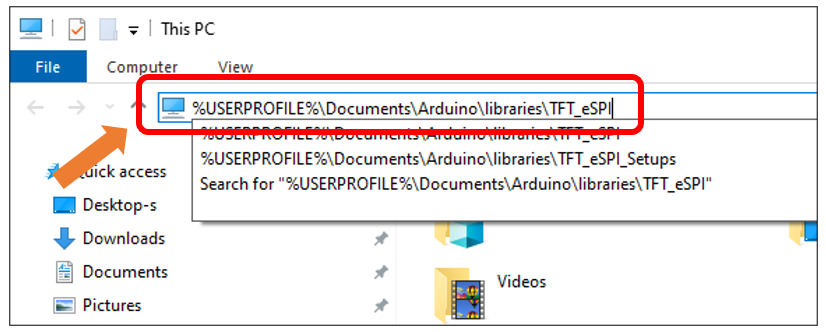 This PC
File Computer View
%USERPROFILE%\Documents\Arduino\libraries\TFT_eSPI
%USERPROFILE%\Documents\Arduino\libraries\TFT_eSPI
%USERPROFILE%\Documents\Arduino\libraries\TFT_eSPI_Setups
Search for "%USERPROFILE%\Documents\Arduino\libraries\TFT_eSPI"
Quick access
Desktop-s
Downloads
Documents
Pictures
Videos